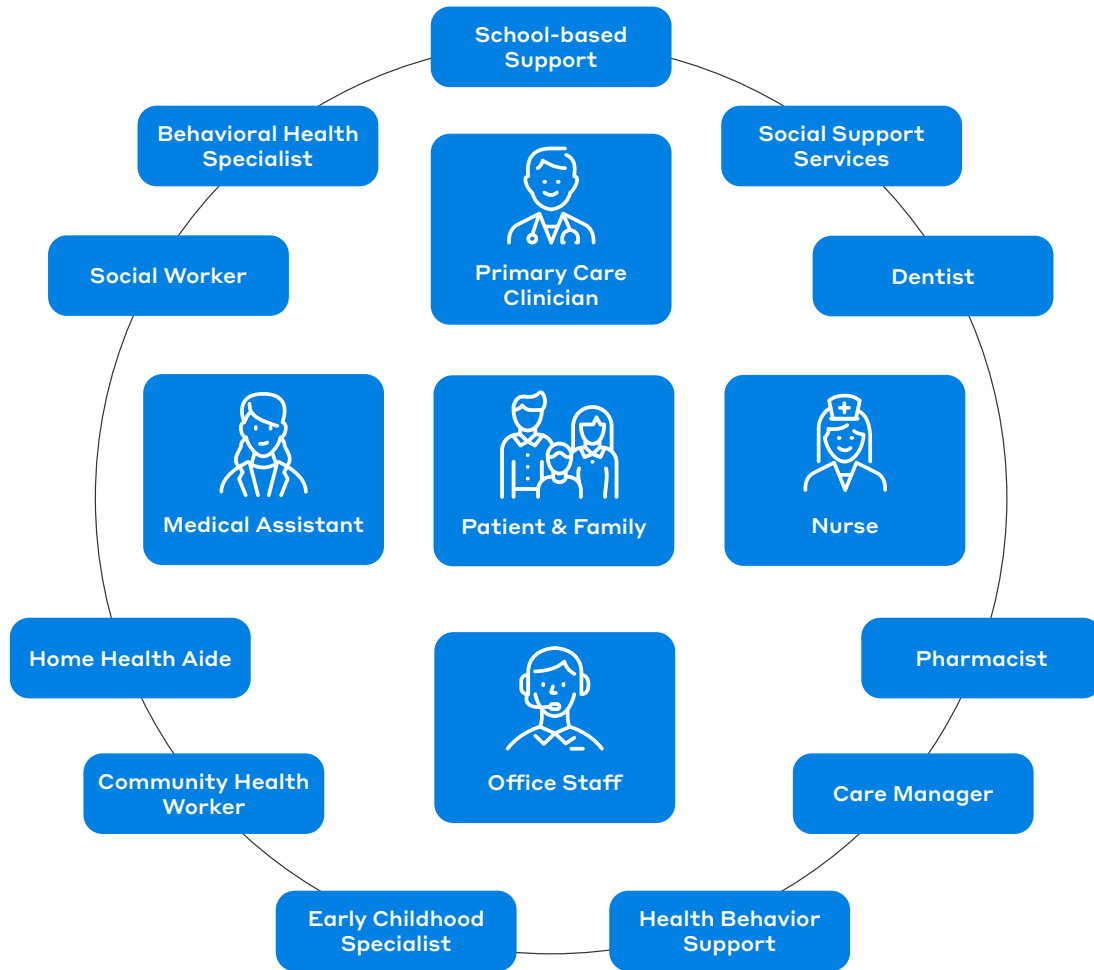 School-based
Support
Behavioral Health
Specialist
Social Support
Services
Primary Care
Clinician
Social Worker
Dentist
Medical Assistant
Patient & Family
Nurse
Home Health Aide
Pharmacist
Office Staff
Community Health
Worker
Care Manager
Early Childhood
Specialist
Health Behavior
Support